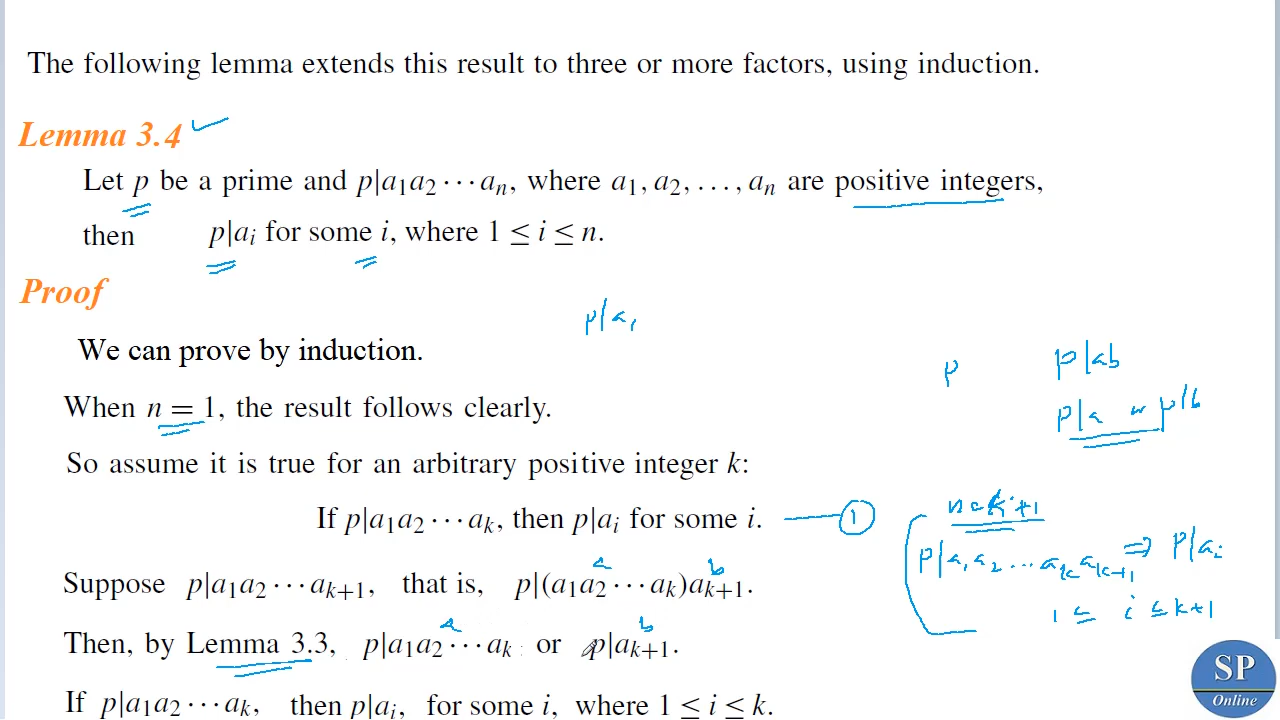 The following lemma extends this result to three or more factors, using induction.
Lemma 3.4
Let p be a prime and p|a₁a₂ ⋯ aₙ, where a₁, a₂, . . . , aₙ are positive integers,
then p|aᵢ for some i, where 1 ≤ i ≤ n.
Proof
p|a₁
We can prove by induction.
p p|ab
When n = 1, the result follows clearly.
p|a or p|b
So assume it is true for an arbitrary positive integer k:
n = k+1
If p|a₁a₂ ⋯ aₖ, then p|aᵢ for some i. — 1
p|a₁a₂ ... aₖ aₖ₊₁ ⇒ p|aᵢ
a b
Suppose p|a₁a₂ ⋯ aₖ₊₁, that is, p|(a₁a₂ ⋯ aₖ)aₖ₊₁.
1 ≤ i ≤ k+1
a b
Then, by Lemma 3.3, p|a₁a₂ ⋯ aₖ or p|aₖ₊₁.
If p|a₁a₂ ⋯ aₖ, then p|aᵢ, for some i, where 1 ≤ i ≤ k.
SP
Online